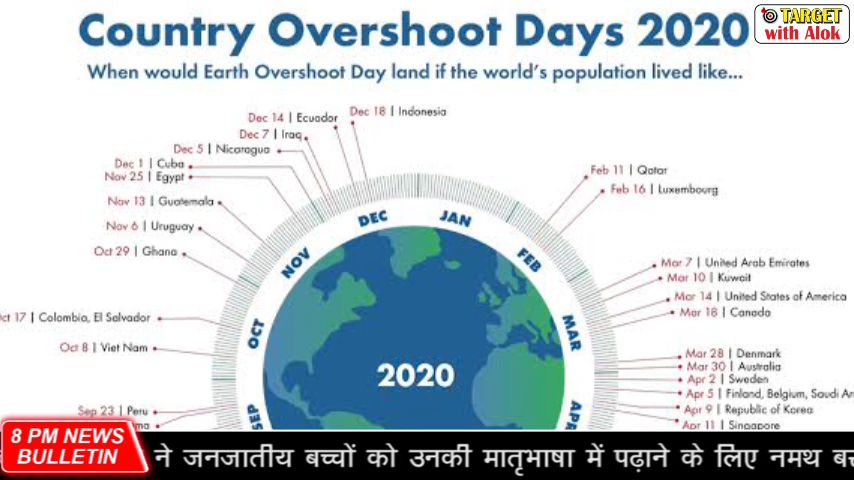 Country Overshoot Days 2020
TARGET
with Alok
When would Earth Overshoot Day land if the world's population lived like...
Dec 18 | Indonesia
Dec 14 | Ecuador
Dec 7 | Iraq
Dec 5 | Nicaragua
Dec 1 | Cuba
Nov 25 | Egypt
Nov 13 | Guatemala
Nov 6 | Uruguay
Oct 29 | Ghana
ct 17 | Colombia, El Salvador
Oct 8 | Viet Nam
Sep 23 | Peru
Feb 11 | Qatar
Feb 16 | Luxembourg
Mar 7 | United Arab Emirates
Mar 10 | Kuwait
Mar 14 | United States of America
Mar 18 | Canada
Mar 28 | Denmark
Mar 30 | Australia
Apr 2 | Sweden
Apr 5 | Finland, Belgium, Saudi Ar
Apr 9 | Republic of Korea
Apr 11 | Singapore
DEC
JAN
NOV
FEB
OCT
MAR
SEP
APR
2020
8 PM NEWS
BULLETIN
ने जनजातीय बच्चों को उनकी मातृभाषा में पढ़ाने के लिए नमथ